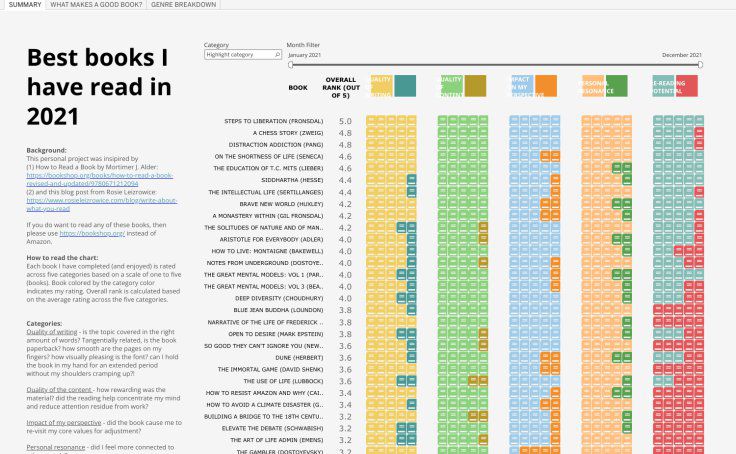 SUMMARY
WHAT MAKES A GOOD BOOK?
GENRE BREAKDOWN
Best books I
have read in
2021
Background:
This personal project was inspired by
(1) How to Read a Book by Mortimer J. Alder:
https://bookshop.org/books/how-to-read-a-book-
revised-and-updated/9780671212094
(2) and this blog post from Rosie Leizrowice:
https://www.rosieleizrowice.com/blog/write-about-
what-you-read
If you do want to read any of these books, then
please use https://bookshop.org/ instead of
Amazon.
How to read the chart:
Each book I have completed (and enjoyed) is rated
across five categories based on a scale of one to five
(books). Book colored by the category color
indicates my rating. Overall rank is calculated based
on the average rating across the five categories.
Categories:
Quality of writing - is the topic covered in the right
amount of words? Tangentially related, is the book
paperback? how smooth are the pages on my
fingers? how visually pleasing is the font? can I hold
the book in my hand for an extended period
without my shoulders cramping up?!
Quality of the content - how rewarding was the
material? did the reading help concentrate my mind
and reduce attention residue from work?
Impact of my perspective - did the book cause me to
re-visit my core values for adjustment?
Personal resonance - did I feel more connected to
Category
Highlight category...
Month Filter
January 2021
December 2021
BOOK
OVERALL
RANK (OUT
OF 5)
QUALITY
OF
WRITING
QUALITY
OF
CONTENT
IMPACT
ON MY
PERSPECTIVE
PERSONAL
RESONANCE
RE-READING
POTENTIAL
STEPS TO LIBERATION (FRONSDAL) 5.0
A CHESS STORY (ZWEIG) 4.8
DISTRACTION ADDICTION (PANG) 4.8
ON THE SHORTNESS OF LIFE (SENECA) 4.6
THE EDUCATION OF T.C. MITS (LIEBER) 4.6
SIDDHARTHA (HESSE) 4.4
THE INTELLECTUAL LIFE (SERTILLANGES) 4.4
BRAVE NEW WORLD (HUXLEY) 4.2
A MONASTERY WITHIN (GIL FRONSDAL) 4.2
THE SOLITUDES OF NATURE AND OF MAN.. 4.2
ARISTOTLE FOR EVERYBODY (ADLER) 4.0
HOW TO LIVE: MONTAIGNE (BAKEWELL) 4.0
NOTES FROM UNDERGROUND (DOSTOYE.. 4.0
THE GREAT MENTAL MODELS: VOL 1 (PAR.. 4.0
THE GREAT MENTAL MODELS: VOL 3 (BEA.. 4.0
DEEP DIVERSITY (CHOUDHURY) 4.0
BLUE JEAN BUDDHA (LOUNDON) 3.8
NARRATIVE OF THE LIFE OF FREDERICK .. 3.8
OPEN TO DESIRE (MARK EPSTEIN) 3.8
SO GOOD THEY CAN'T IGNORE YOU (NEW.. 3.6
DUNE (HERBERT) 3.6
THE IMMORTAL GAME (DAVID SHENK) 3.6
THE USE OF LIFE (LUBBOCK) 3.6
HOW TO RESIST AMAZON AND WHY (CAI.. 3.4
HOW TO AVOID A CLIMATE DISASTER (G.. 3.4
BUILDING A BRIDGE TO THE 18TH CENTU.. 3.2
ELEVATE THE DEBATE (SCHWABISH) 3.2
THE ART OF LIFE ADMIN (EMENS) 3.2
THE GAMBLER (DOSTOYEVSKY) 3.2